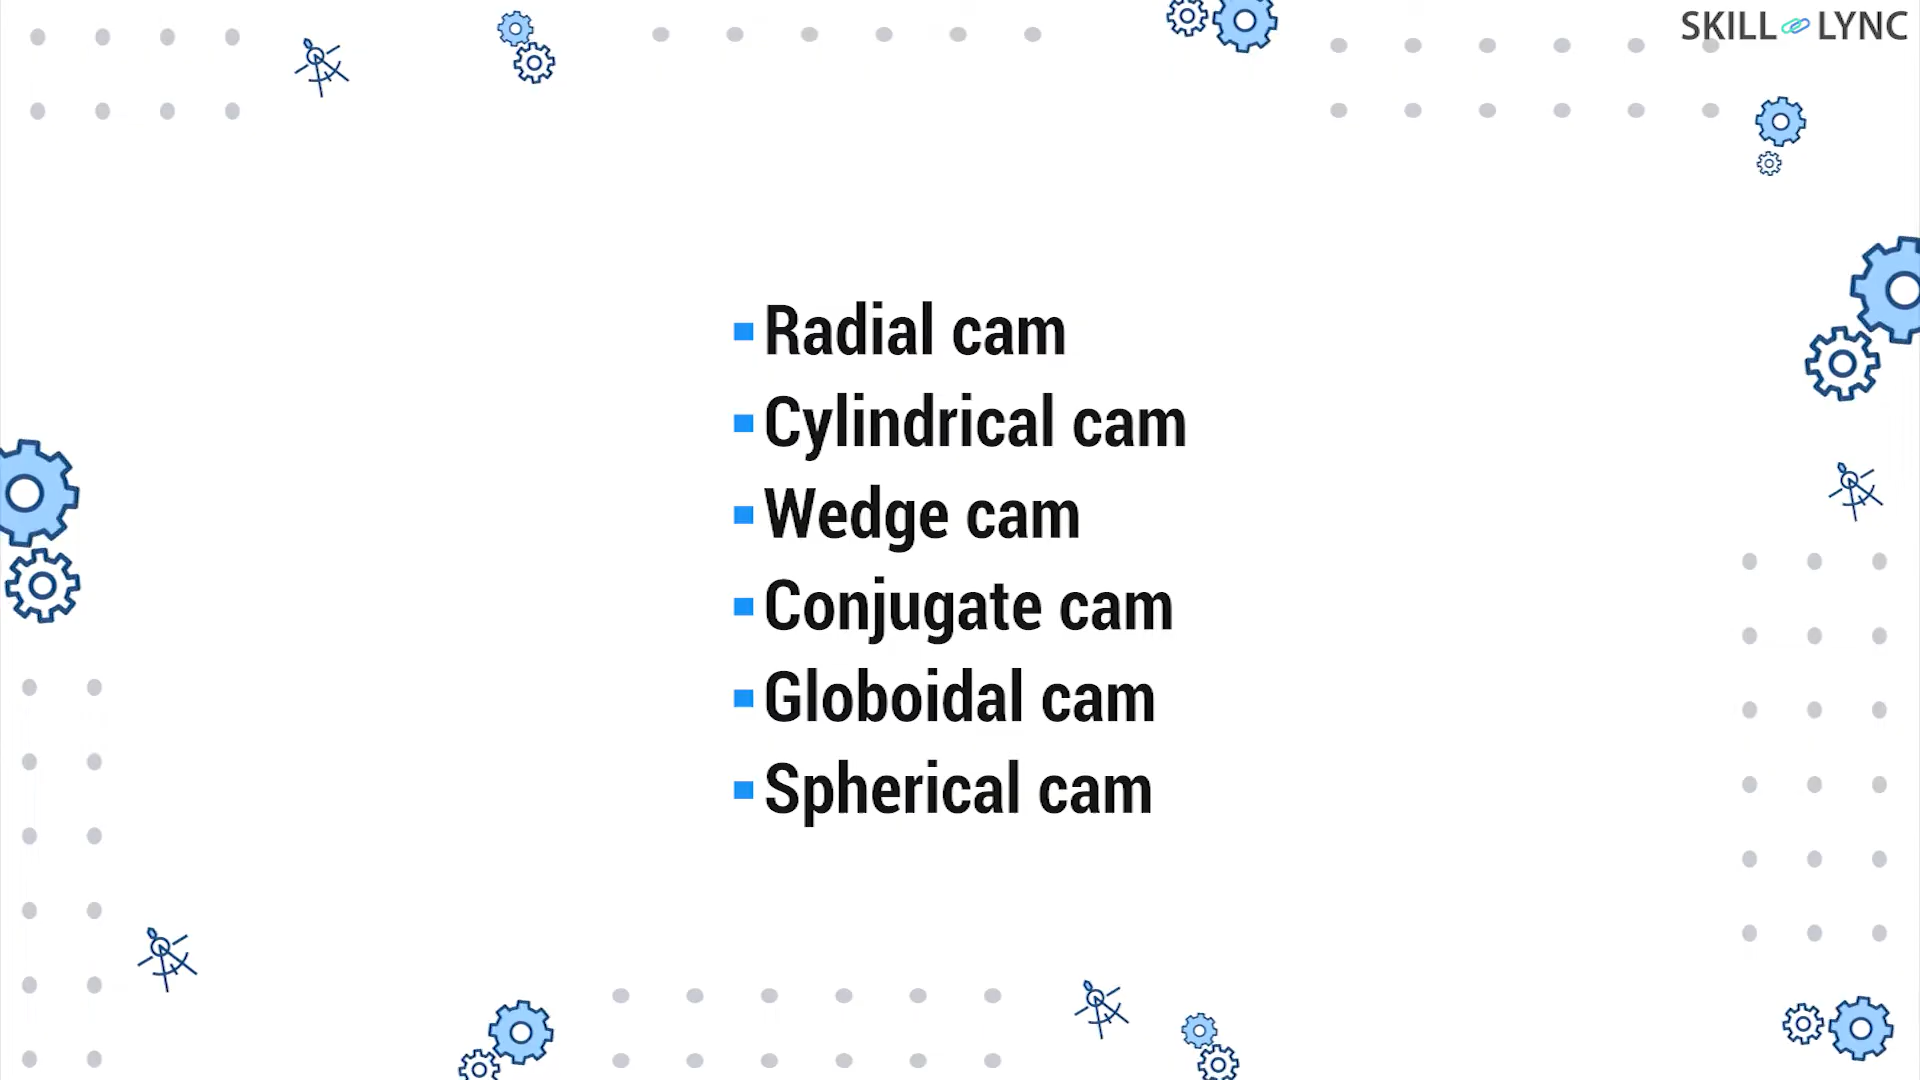 SKILL LYNC
Radial cam
Cylindrical cam
Wedge cam
Conjugate cam
Globoidal cam
Spherical cam